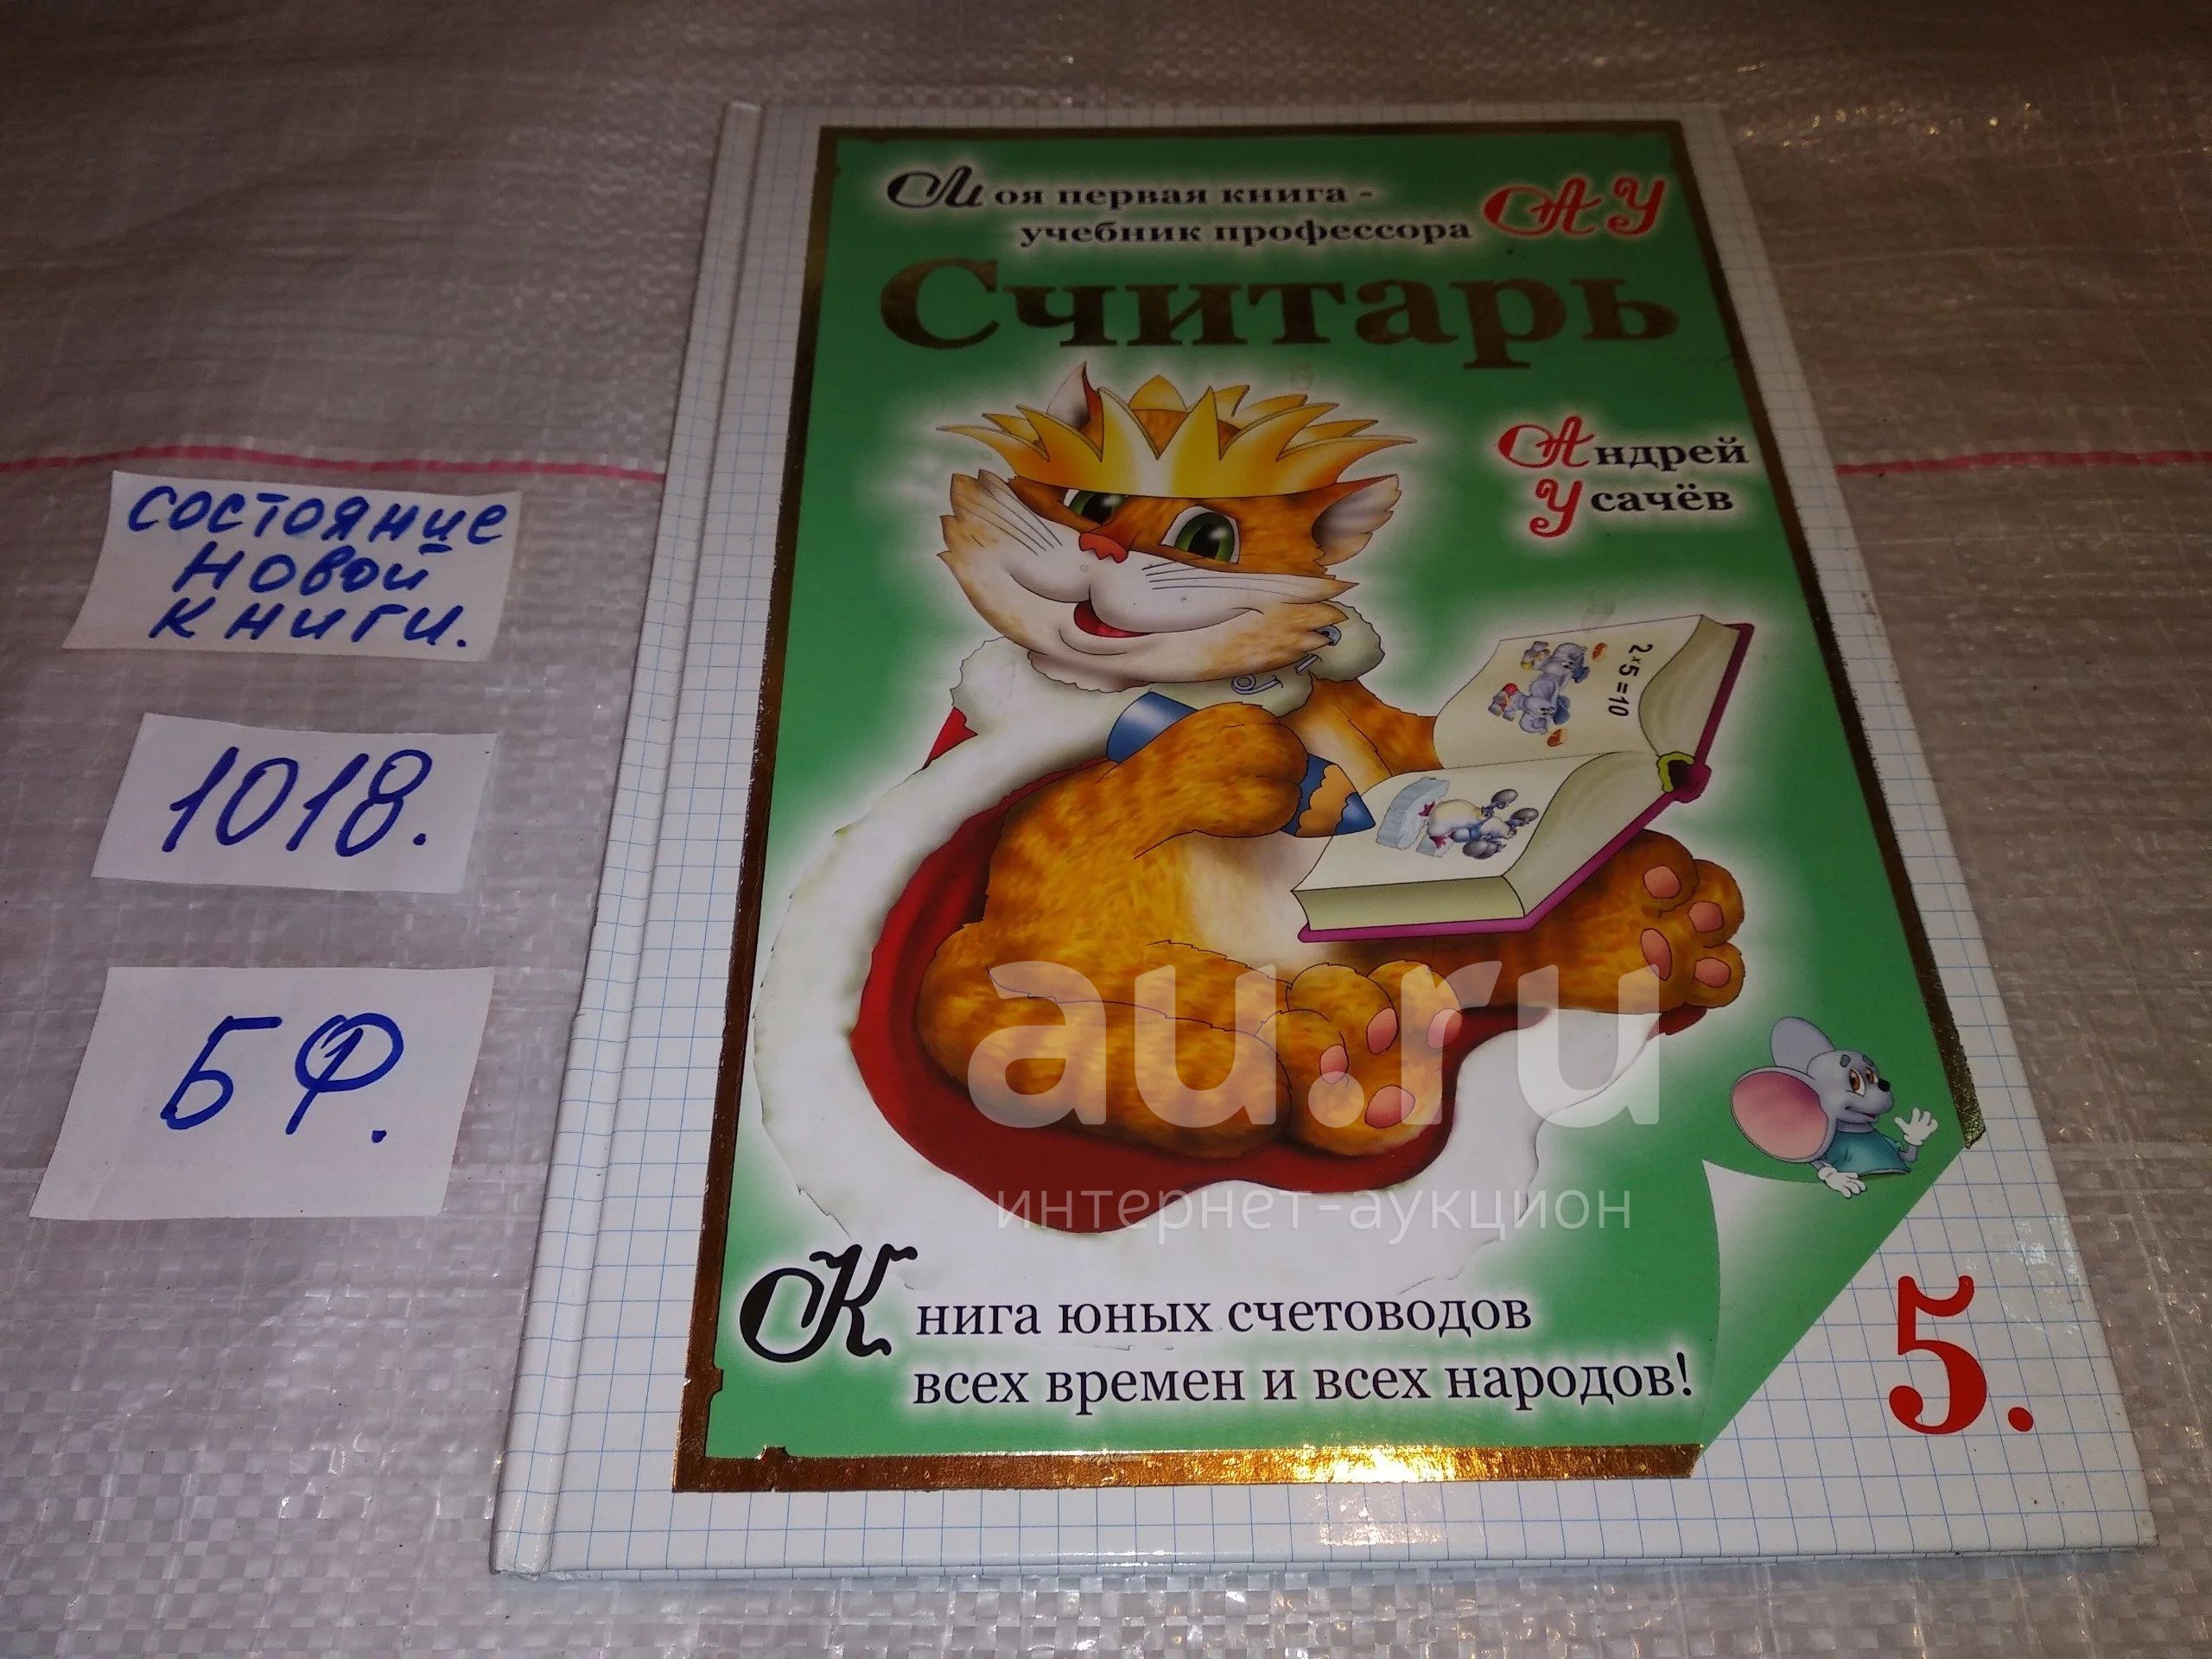 Моя первая книга -
учебник профессора АУ
Считарь
Андрей
Усачёв
2×5=10
состояние
новой
книги.
1018.
БФ.
au.ru
интернет-аукцион
Книга юных счетоводов
всех времен и всех народов!
5.